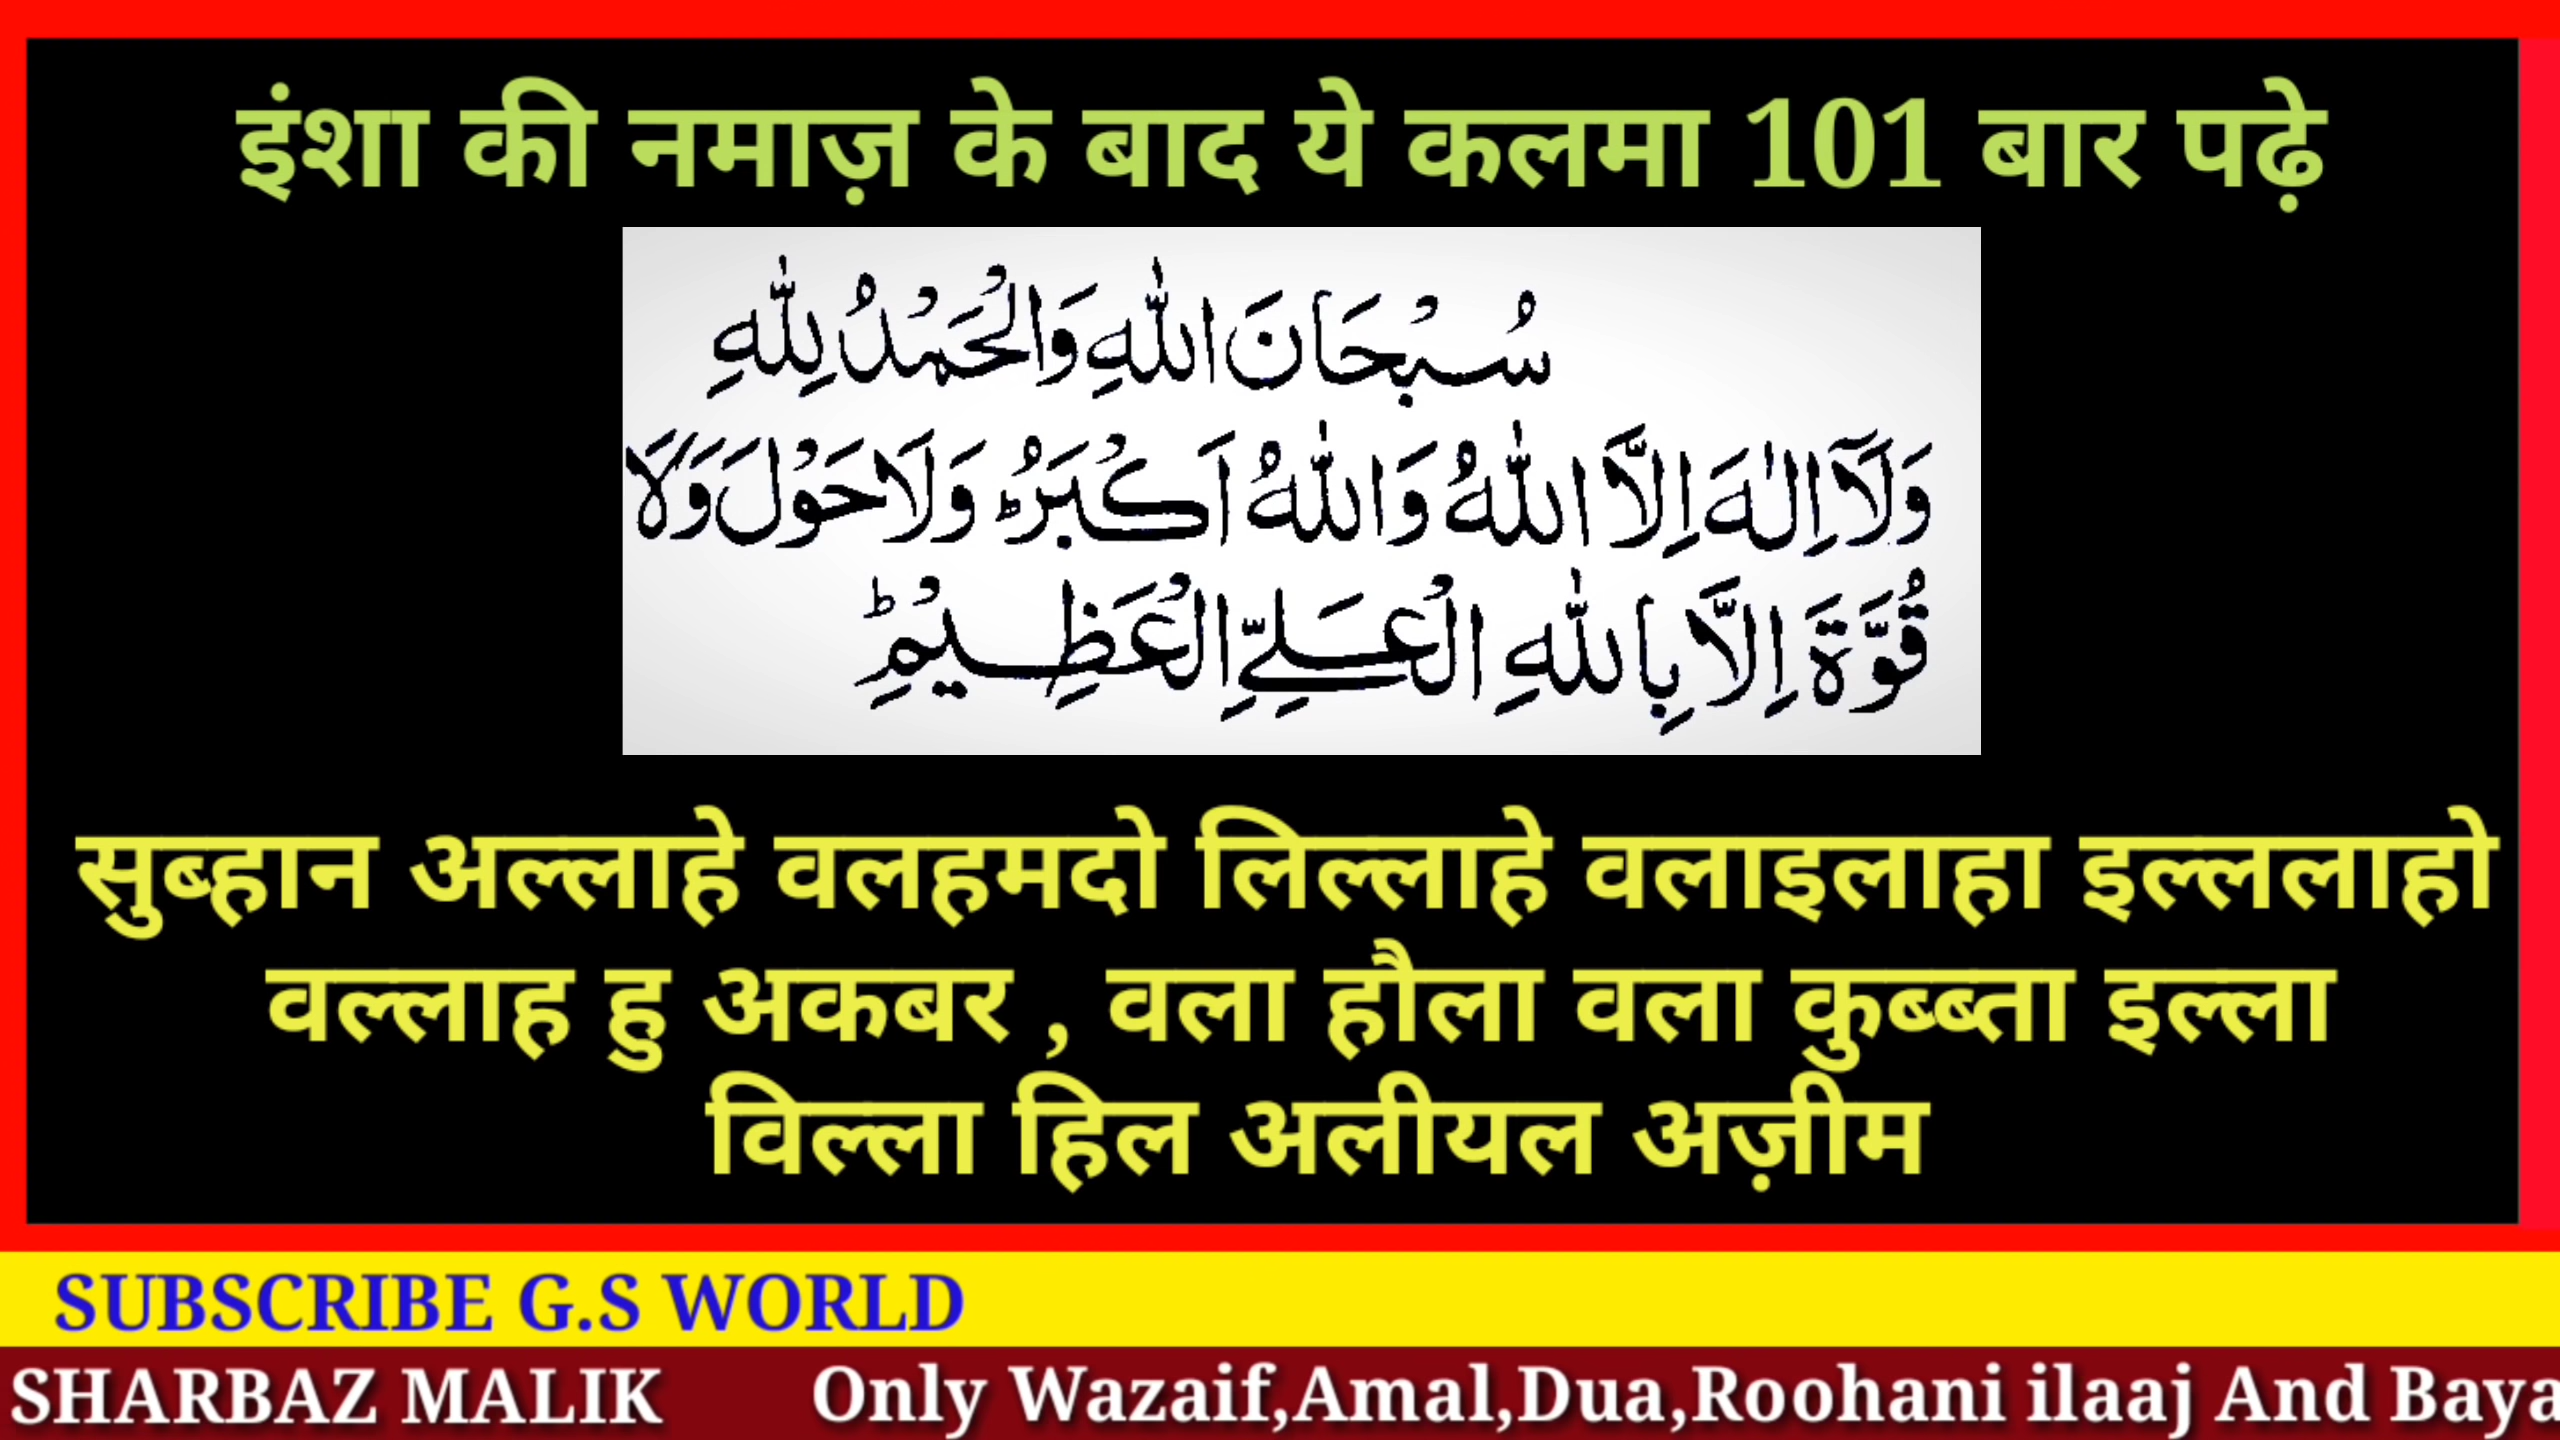 इंशा की नमाज़ के बाद ये कलमा 101 बार पढ़े
سُبْحَانَ اللّٰهِ وَالْحَمْدُ لِلّٰهِ
وَلَآ اِلٰهَ اِلَّا اللّٰهُ وَاللّٰهُ اَكْبَرُ ؕ وَلَا حَوْلَ وَلَا
قُوَّةَ اِلَّا بِاللّٰهِ الْعَلِيِّ الْعَظِيْمِ ؕ
सुब्हान अल्लाहे वलहमदो लिल्लाहे वलाइलाहा इल्ललाहो
वल्लाह हु अकबर , वला हौला वला कुब्ब्ता इल्ला
विल्ला हिल अलीयल अज़ीम
SUBSCRIBE G.S WORLD
SHARBAZ MALIK Only Wazaif,Amal,Dua,Roohani ilaaj And Baya